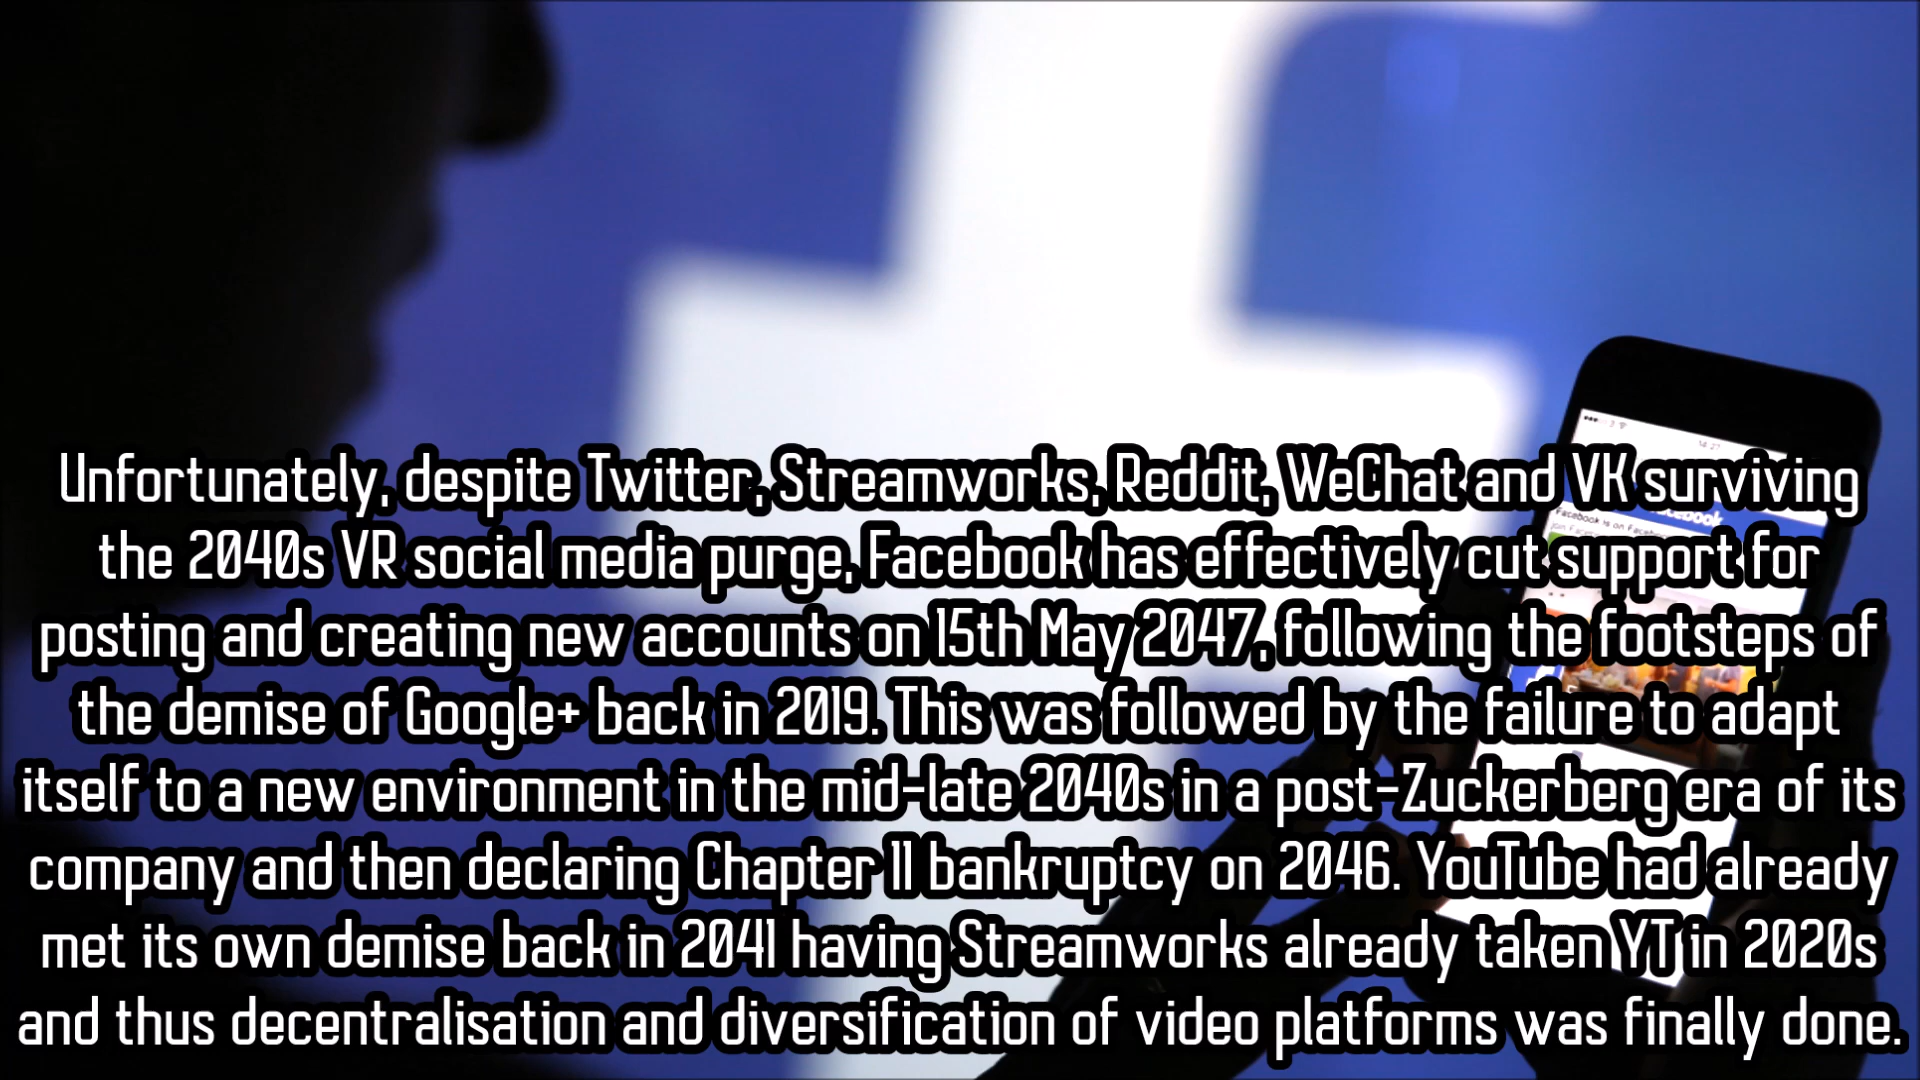 Unfortunately, despite Twitter, Streamworks, Reddit, WeChat and VK surviving
the 2040s VR social media purge, Facebook has effectively cut support for
posting and creating new accounts on 15th May 2047, following the footsteps of
the demise of Google+ back in 2019. This was followed by the failure to adapt
itself to a new environment in the mid-late 2040s in a post-Zuckerberg era of its
company and then declaring Chapter 11 bankruptcy on 2046. YouTube had already
met its own demise back in 2041 having Streamworks already taken YT in 2020s
and thus decentralisation and diversification of video platforms was finally done.
Facebook is on